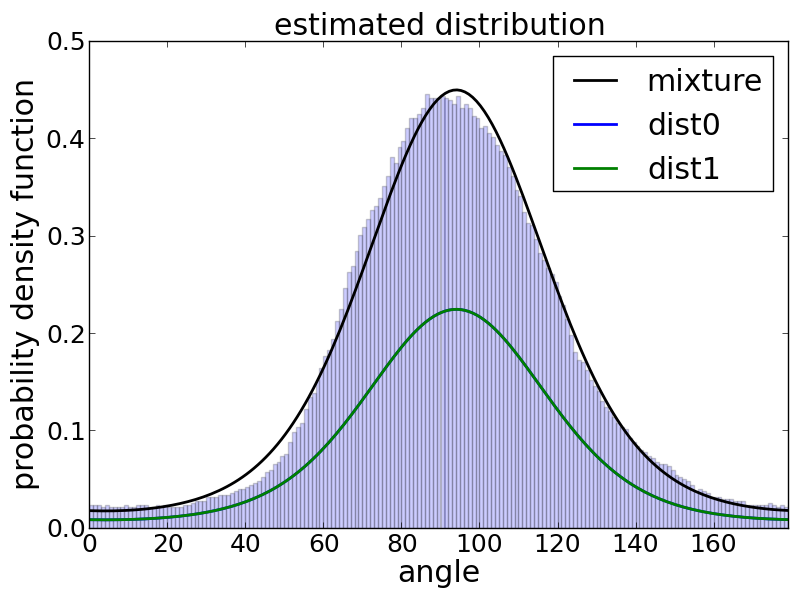 estimated distribution
0.5
0.4
0.3
0.2
0.1
0.0
probability density function
mixture
dist0
dist1
0 20 40 60 80 100 120 140 160
angle